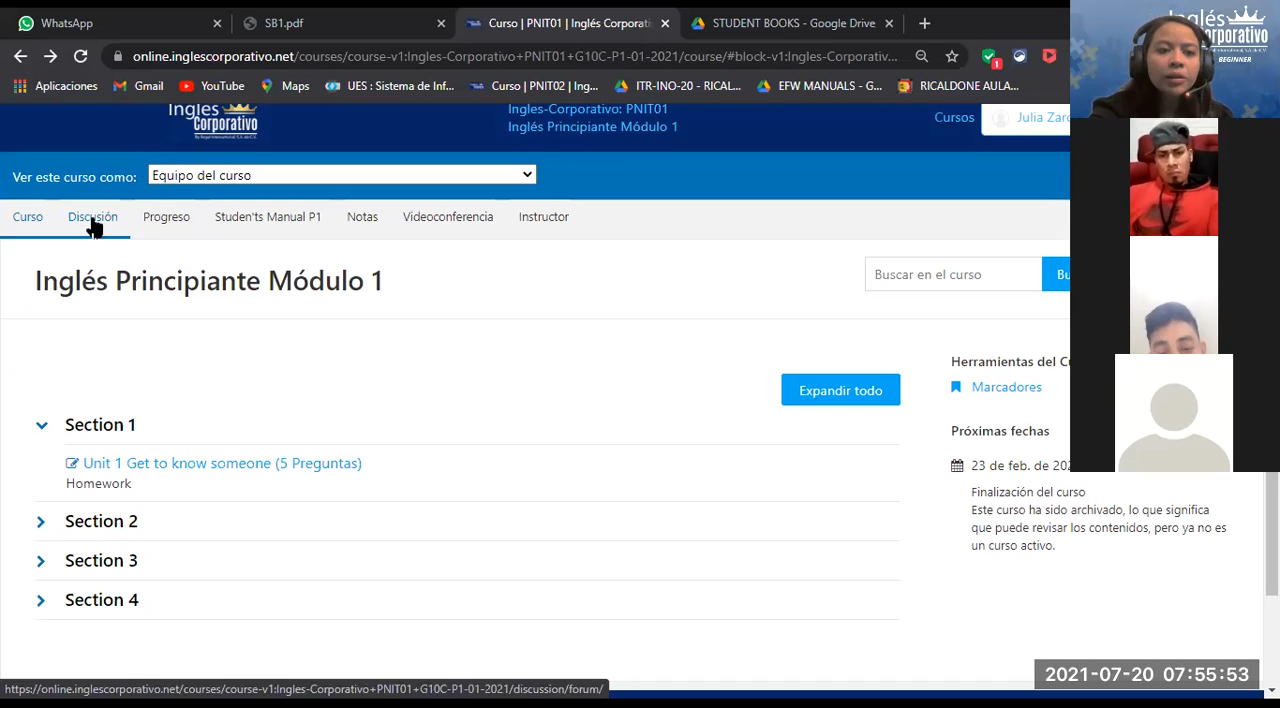 WhatsApp
SB1.pdf
Curso | PNIT01 | Inglés Corporati
STUDENT BOOKS - Google Drive
online.inglescorporativo.net/courses/course-v1:Ingles-Corporativo+PNIT01+G10C-P1-01-2021/course/#block-v1:Ingles-Corporativ...
1
Aplicaciones
Gmail
YouTube
Maps
UES : Sistema de Inf...
Curso | PNIT02 | Ing...
ITR-INO-20 - RICAL...
EFW MANUALS - G...
RICALDONE AULA...
Inglés
Corporativo
BEGINNER
Inglés
Corporativo
Ingles-Corporativo: PNIT01
Inglés Principiante Módulo 1
Cursos
Julia Zar
Ver este curso como:
Equipo del curso
Curso
Discusión
Progreso
Studen'ts Manual P1
Notas
Videoconferencia
Instructor
Inglés Principiante Módulo 1
Buscar en el curso
Bu
Expandir todo
Herramientas del C
Marcadores
Section 1
Unit 1 Get to know someone (5 Preguntas)
Homework
Section 2
Section 3
Section 4
Próximas fechas
23 de feb. de 202
Finalización del curso
Este curso ha sido archivado, lo que significa
que puede revisar los contenidos, pero ya no es
un curso activo.
2021-07-20 07:55:53
https://online.inglescorporativo.net/courses/course-v1:Ingles-Corporativo+PNIT01+G10C-P1-01-2021/discussion/forum/